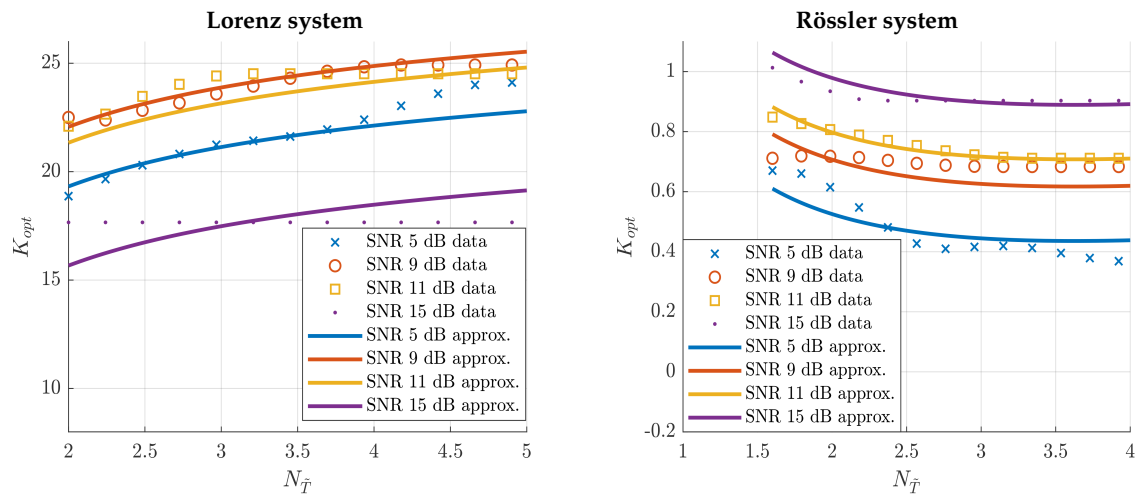 Lorenz system
25
20
15
10
K_opt
2
2.5
3
3.5
4
4.5
5
N_T̃
SNR 5 dB data
SNR 9 dB data
SNR 11 dB data
SNR 15 dB data
SNR 5 dB approx.
SNR 9 dB approx.
SNR 11 dB approx.
SNR 15 dB approx.
Rössler system
1
0.8
0.6
0.4
0.2
0
-0.2
K_opt
1
1.5
2
2.5
3
3.5
4
N_T̃
SNR 5 dB data
SNR 9 dB data
SNR 11 dB data
SNR 15 dB data
SNR 5 dB approx.
SNR 9 dB approx.
SNR 11 dB approx.
SNR 15 dB approx.